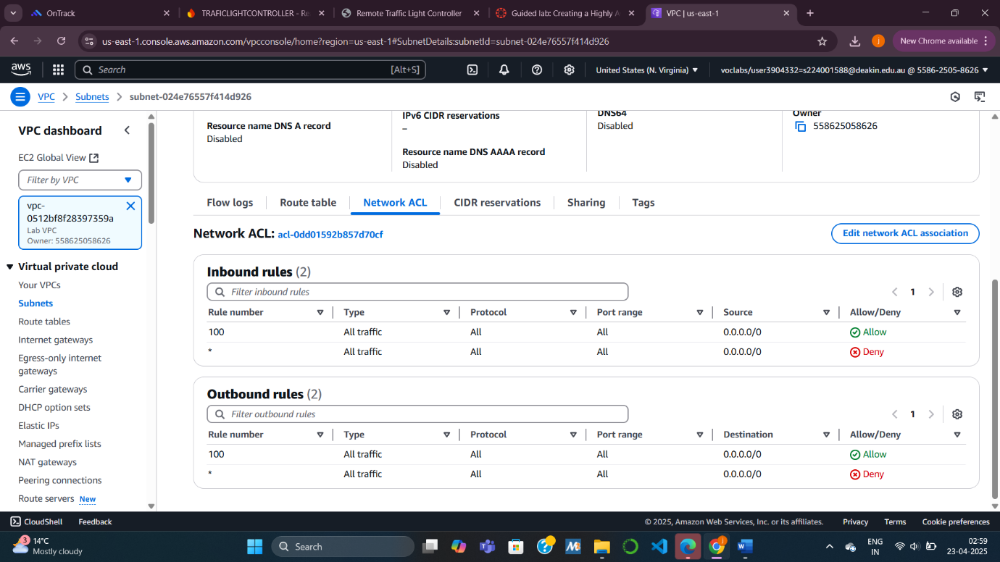 OnTrack
TRAFICLIGHTCONTROLLER - Re
Remote Traffic Light Controller
Guided lab: Creating a Highly A
VPC | us-east-1
us-east-1.console.aws.amazon.com/vpcconsole/home?region=us-east-1#SubnetDetails:subnetId=subnet-024e76557f414d926
New Chrome available
aws
Search
[Alt+S]
United States (N. Virginia)
voclabs/user3904332=s224001588@deakin.edu.au @ 5586-2505-8626
VPC
Subnets
subnet-024e76557f414d926
VPC dashboard
EC2 Global View
Filter by VPC
vpc-
0512bf8f28397359a
Lab VPC
Owner: 558625058626
Virtual private cloud
Your VPCs
Subnets
Route tables
Internet gateways
Egress-only internet
gateways
Carrier gateways
DHCP option sets
Elastic IPs
Managed prefix lists
NAT gateways
Peering connections
Route servers New
Resource name DNS A record
Disabled
IPv6 CIDR reservations
–
Resource name DNS AAAA record
Disabled
DNS64
Disabled
Owner
558625058626
Flow logs
Route table
Network ACL
CIDR reservations
Sharing
Tags
Network ACL: acl-0dd01592b857d70cf
Edit network ACL association
Inbound rules (2)
Filter inbound rules
1
Rule number Type Protocol Port range Source Allow/Deny
100 All traffic All All 0.0.0.0/0 Allow
* All traffic All All 0.0.0.0/0 Deny
Outbound rules (2)
Filter outbound rules
1
Rule number Type Protocol Port range Destination Allow/Deny
100 All traffic All All 0.0.0.0/0 Allow
* All traffic All All 0.0.0.0/0 Deny
CloudShell
Feedback
© 2025, Amazon Web Services, Inc. or its affiliates.
Privacy
Terms
Cookie preferences
3
14°C
Mostly cloudy
Search
ENG
IN
02:59
23-04-2025